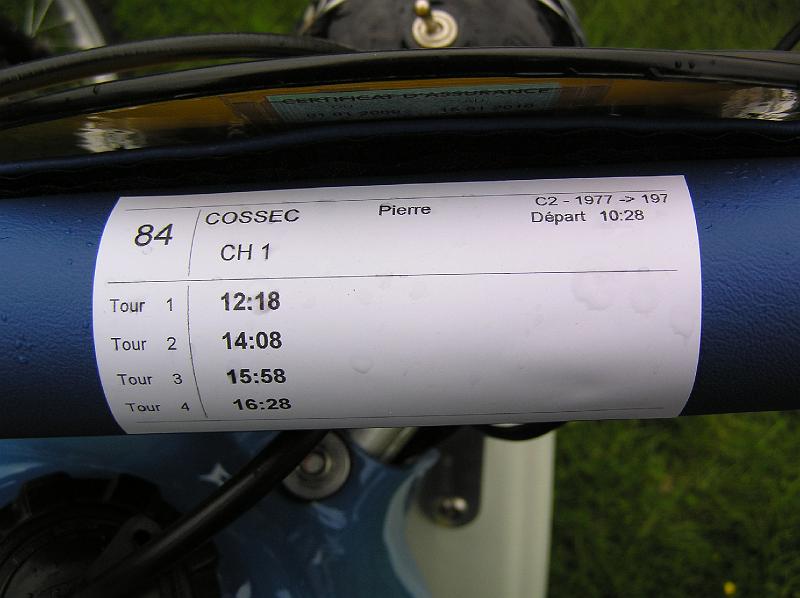 CERTIFICAT D'ASSURANCE
AU
84
COSSEC Pierre
C2 - 1977 -> 197
Départ 10:28
CH 1
Tour 1 12:18
Tour 2 14:08
Tour 3 15:58
Tour 4 16:28